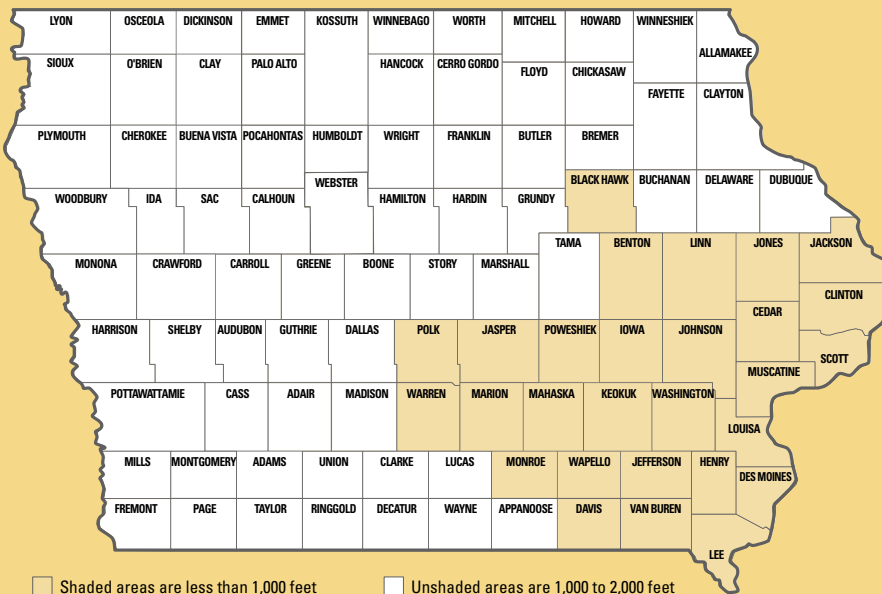 LYON OSCEOLA DICKINSON EMMET KOSSUTH WINNEBAGO WORTH MITCHELL HOWARD WINNESHIEK
ALLAMAKEE
SIOUX O'BRIEN CLAY PALO ALTO HANCOCK CERRO GORDO
FLOYD CHICKASAW
FAYETTE CLAYTON
PLYMOUTH CHEROKEE BUENA VISTA POCAHONTAS HUMBOLDT WRIGHT FRANKLIN BUTLER BREMER
BLACK HAWK BUCHANAN DELAWARE DUBUQUE
WEBSTER
WOODBURY IDA SAC CALHOUN HAMILTON HARDIN GRUNDY
TAMA BENTON LINN JONES JACKSON
MONONA CRAWFORD CARROLL GREENE BOONE STORY MARSHALL
CLINTON
CEDAR
HARRISON SHELBY AUDUBON GUTHRIE DALLAS POLK JASPER POWESHIEK IOWA JOHNSON
SCOTT
MUSCATINE
POTTAWATTAMIE CASS ADAIR MADISON WARREN MARION MAHASKA KEOKUK WASHINGTON
LOUISA
MILLS MONTGOMERY ADAMS UNION CLARKE LUCAS MONROE WAPELLO JEFFERSON HENRY
DES MOINES
FREMONT PAGE TAYLOR RINGGOLD DECATUR WAYNE APPANOOSE DAVIS VAN BUREN
LEE
Shaded areas are less than 1,000 feet Unshaded areas are 1,000 to 2,000 feet